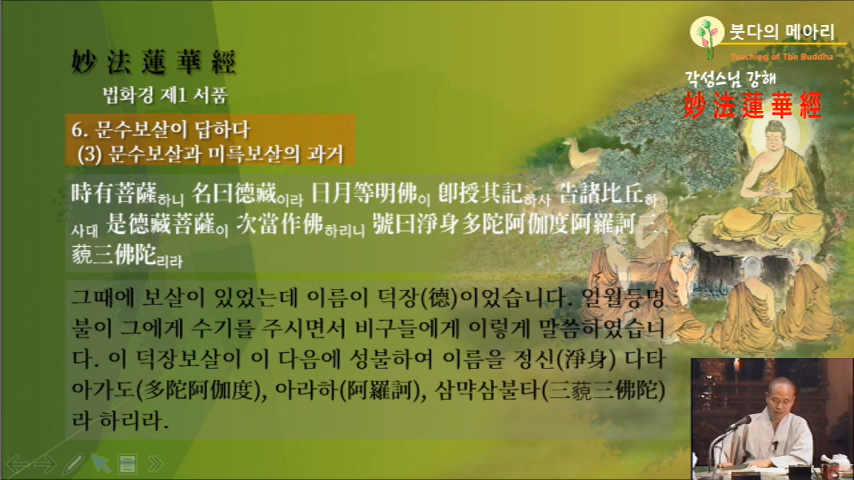 妙法蓮華經
법화경 제1 서품
6. 문수보살이 답하다
(3) 문수보살과 미륵보살의 과거
時有菩薩하니 名曰德藏이라 日月等明佛이 卽授其記하사 告諸比丘하
사대 是德藏菩薩이 次當作佛하리니 號曰淨身多陀阿伽度阿羅訶三
藐三佛陀리라
그때에 보살이 있었는데 이름이 덕장(德)이었습니다. 일월등명
불이 그에게 수기를 주시면서 비구들에게 이렇게 말씀하였습니
다. 이 덕장보살이 이 다음에 성불하여 이름을 정신(淨身) 다타
아가도(多陀阿伽度), 아라하(阿羅訶), 삼먁삼불타(三藐三佛陀)
라 하리라.
붓다의 메아리
Teaching of The Buddha
각성스님 강해
妙法蓮華經